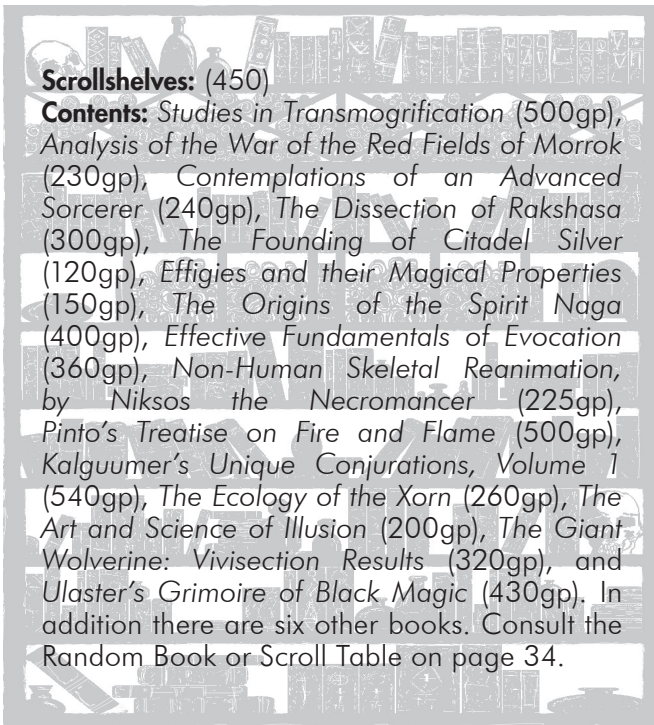 Scrollshelves: (450)
Contents: Studies in Transmogrification (500gp),
Analysis of the War of the Red Fields of Morrok
(230gp), Contemplations of an Advanced
Sorcerer (240gp), The Dissection of Rakshasa
(300gp), The Founding of Citadel Silver
(120gp), Effigies and their Magical Properties
(150gp), The Origins of the Spirit Naga
(400gp), Effective Fundamentals of Evocation
(360gp), Non-Human Skeletal Reanimation,
by Niksos the Necromancer (225gp),
Pinto's Treatise on Fire and Flame (500gp),
Kalguumer's Unique Conjurations, Volume 1
(540gp), The Ecology of the Xorn (260gp), The
Art and Science of Illusion (200gp), The Giant
Wolverine: Vivisection Results (320gp), and
Ulaster's Grimoire of Black Magic (430gp). In
addition there are six other books. Consult the
Random Book or Scroll Table on page 34.